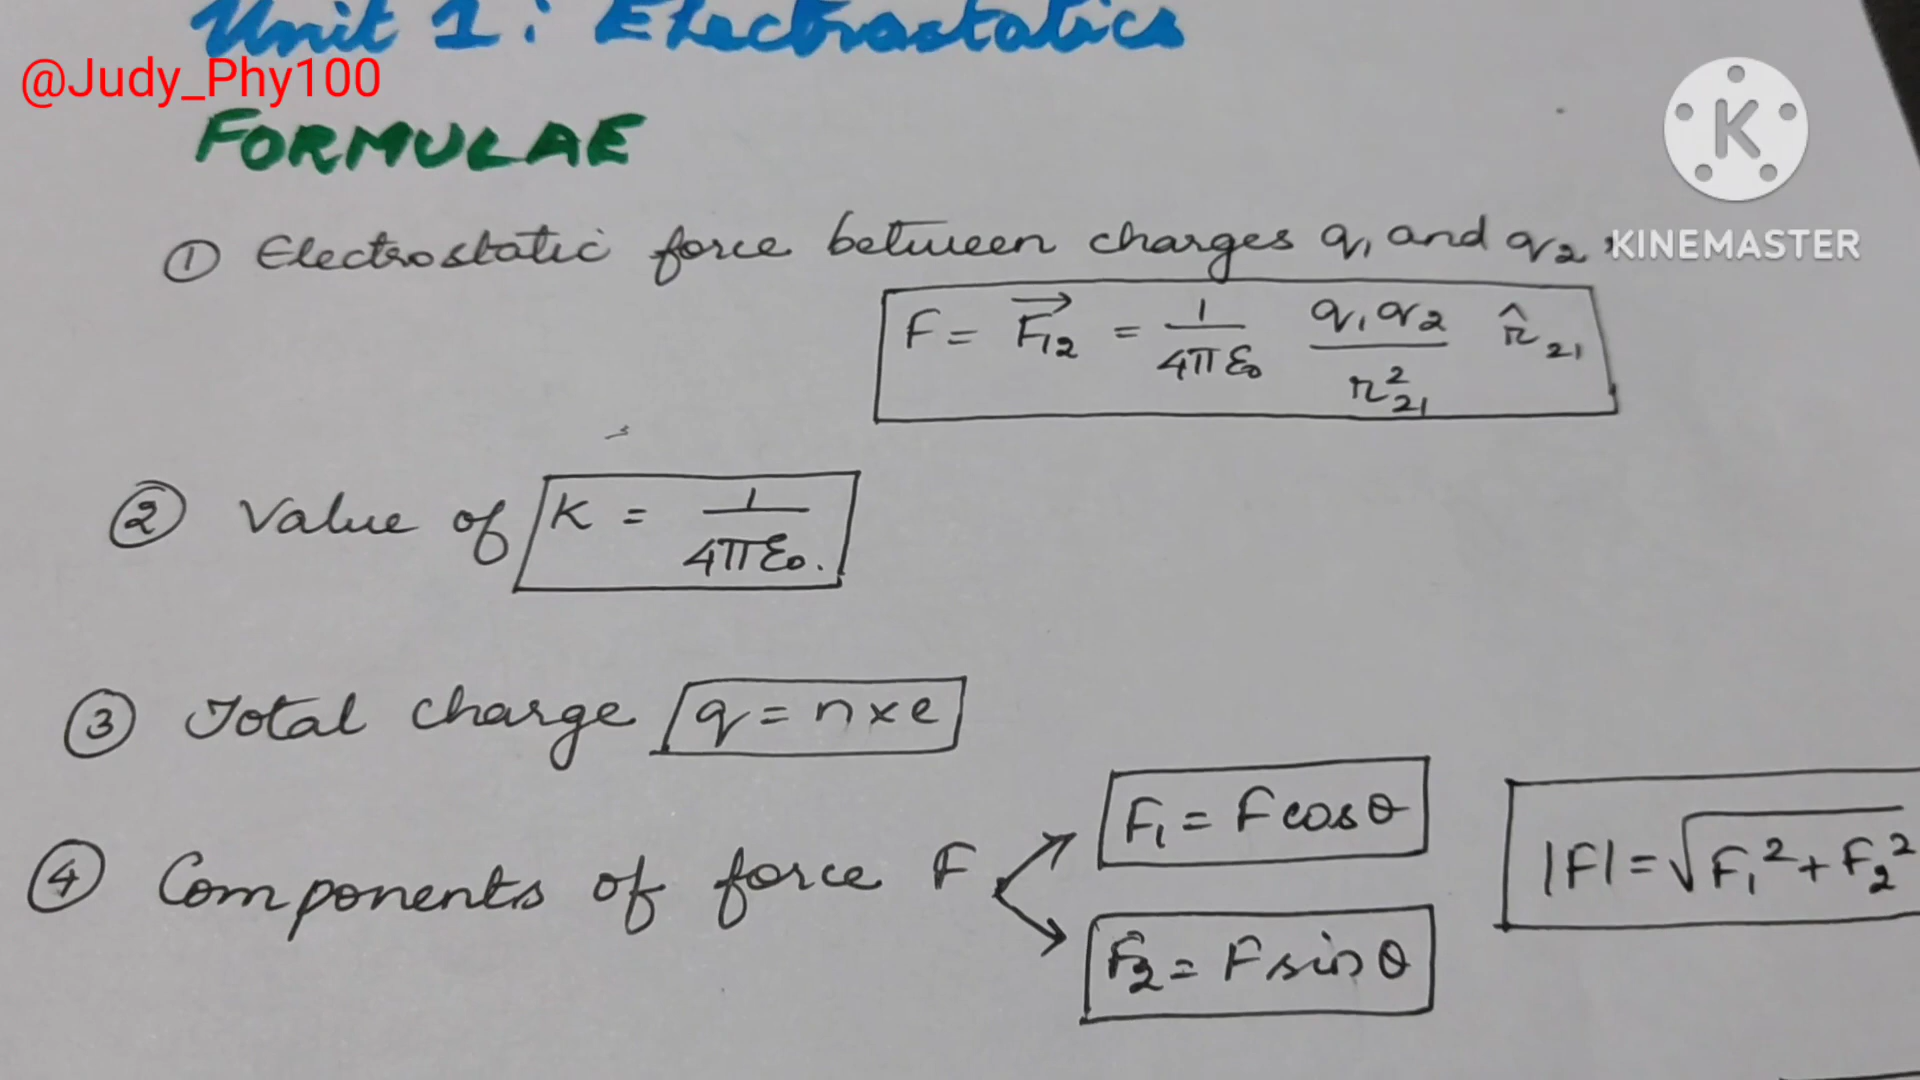 Unit 1: Electrostatics
@Judy_Phy100
FORMULAE
K
KINEMASTER
① Electrostatic force between charges q₁ and q₂
F = F⃗₁₂ = 1/4πε₀ q₁q₂/r²₂₁ r̂₂₁
② Value of K = 1/4πε₀.
③ Total charge q = n×e
④ Components of force F
F₁ = F cosθ
F₂ = F sinθ
|F| = √F₁² + F₂²